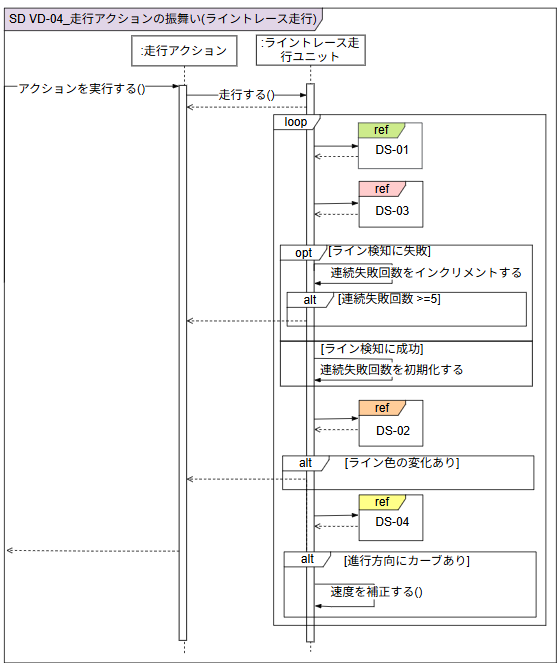 SD VD-04_走行アクションの振舞い(ライントレース走行)
:走行アクション
:ライントレース走
行ユニット
アクションを実行する()
走行する()
loop
ref
DS-01
ref
DS-03
opt
[ライン検知に失敗]
連続失敗回数をインクリメントする
alt
[連続失敗回数 >=5]
[ライン検知に成功]
連続失敗回数を初期化する
ref
DS-02
alt
[ライン色の変化あり]
ref
DS-04
alt
[進行方向にカーブあり]
速度を補正する()